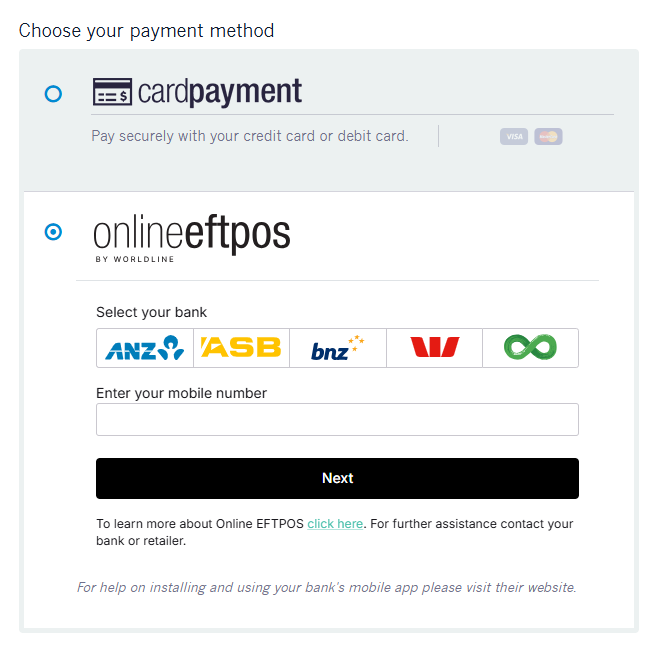 Choose your payment method
$ cardpayment
Pay securely with your credit card or debit card.
VISA
onlineeftpos
BY WORLDLINE
Select your bank
ANZ ASB bnz
Enter your mobile number
Next
To learn more about Online EFTPOS click here. For further assistance contact your
bank or retailer.
For help on installing and using your bank's mobile app please visit their website.